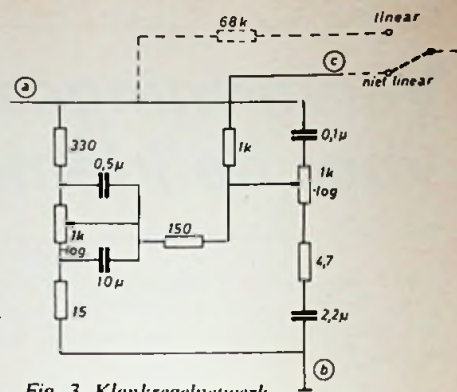 68k
linear
a
c
niet linear
330
0,5µ
1k
0,1µ
1k
log
150
1k
log
10µ
4,7
15
2,2µ
b
Fig. 3. Klankregelnetwerk